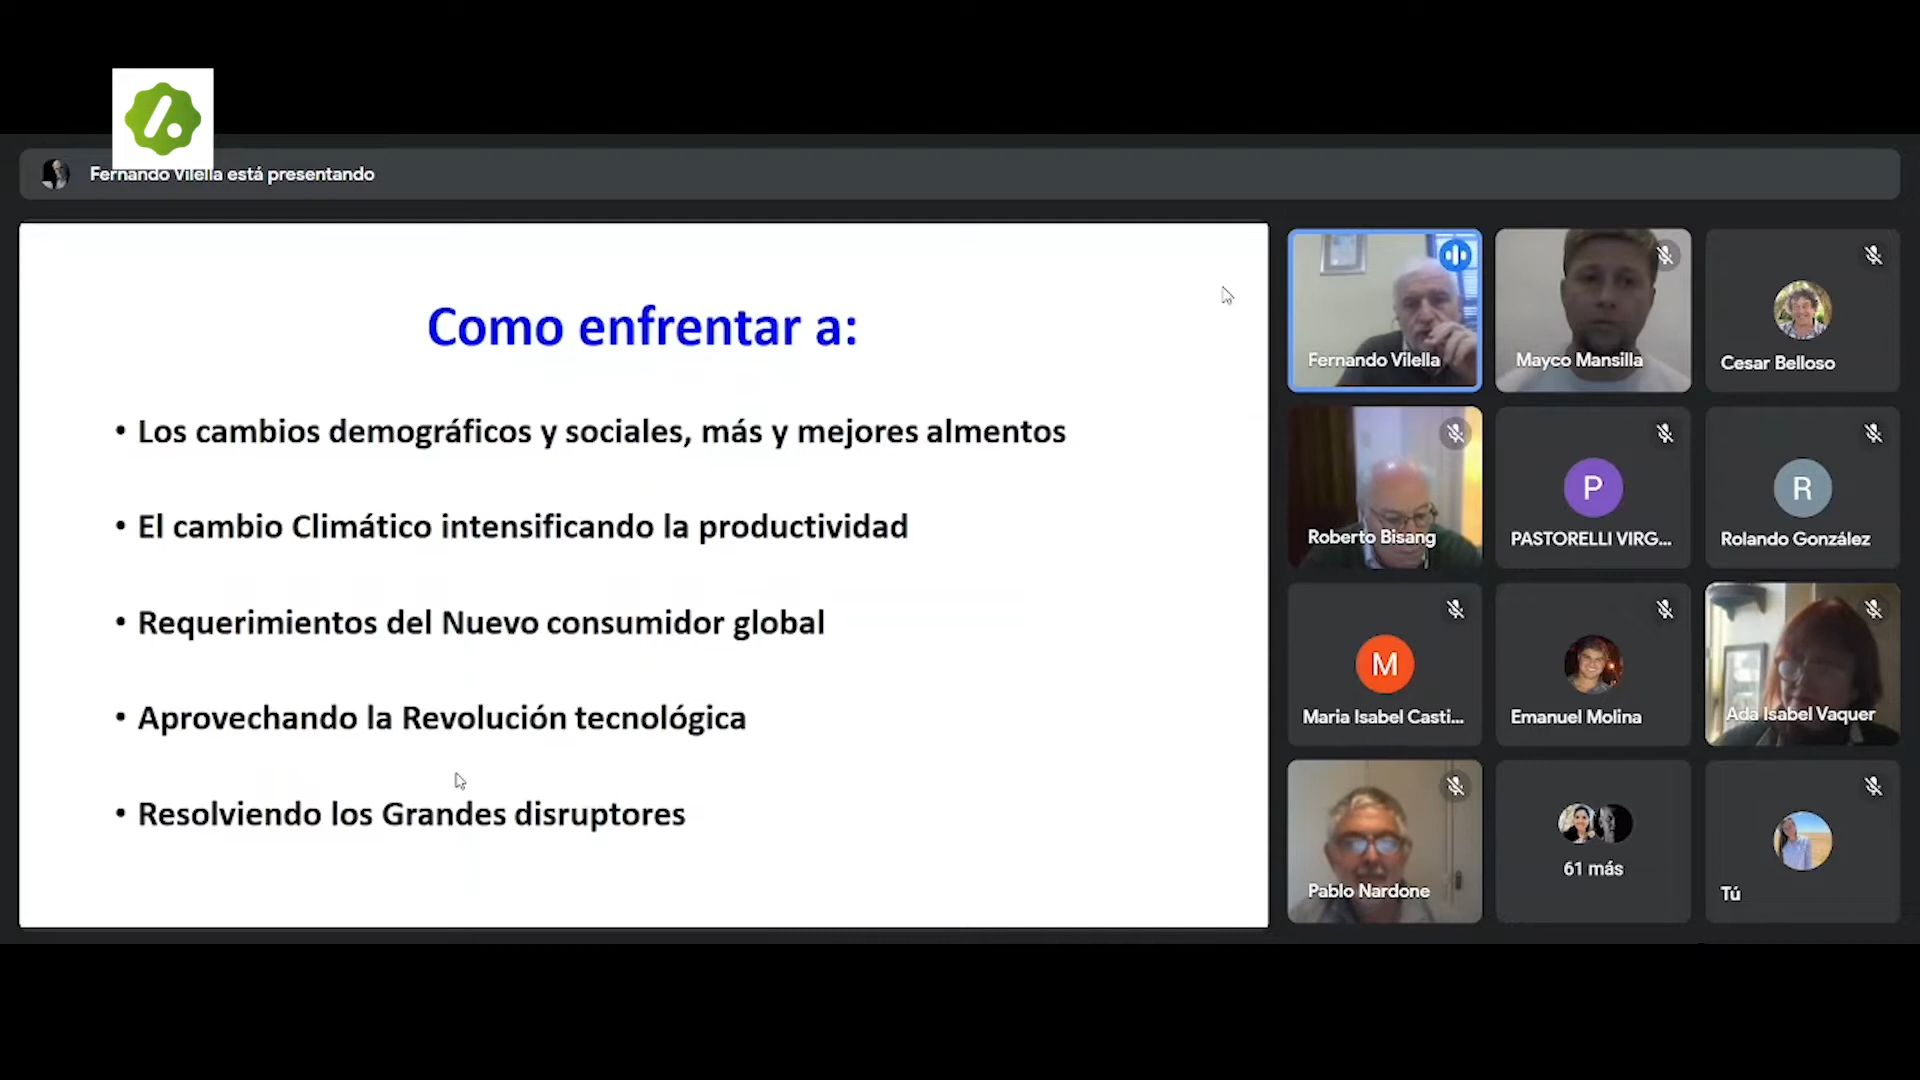 Fernando Vilella está presentando
Como enfrentar a:
• Los cambios demográficos y sociales, más y mejores almentos
• El cambio Climático intensificando la productividad
• Requerimientos del Nuevo consumidor global
• Aprovechando la Revolución tecnológica
• Resolviendo los Grandes disruptores
Fernando Vilella
Mayco Mansilla
Cesar Belloso
Roberto Bisang
P
PASTORELLI VIRG...
R
Rolando González
M
Maria Isabel Casti...
Emanuel Molina
Ada Isabel Vaquer
Pablo Nardone
61 más
Tú